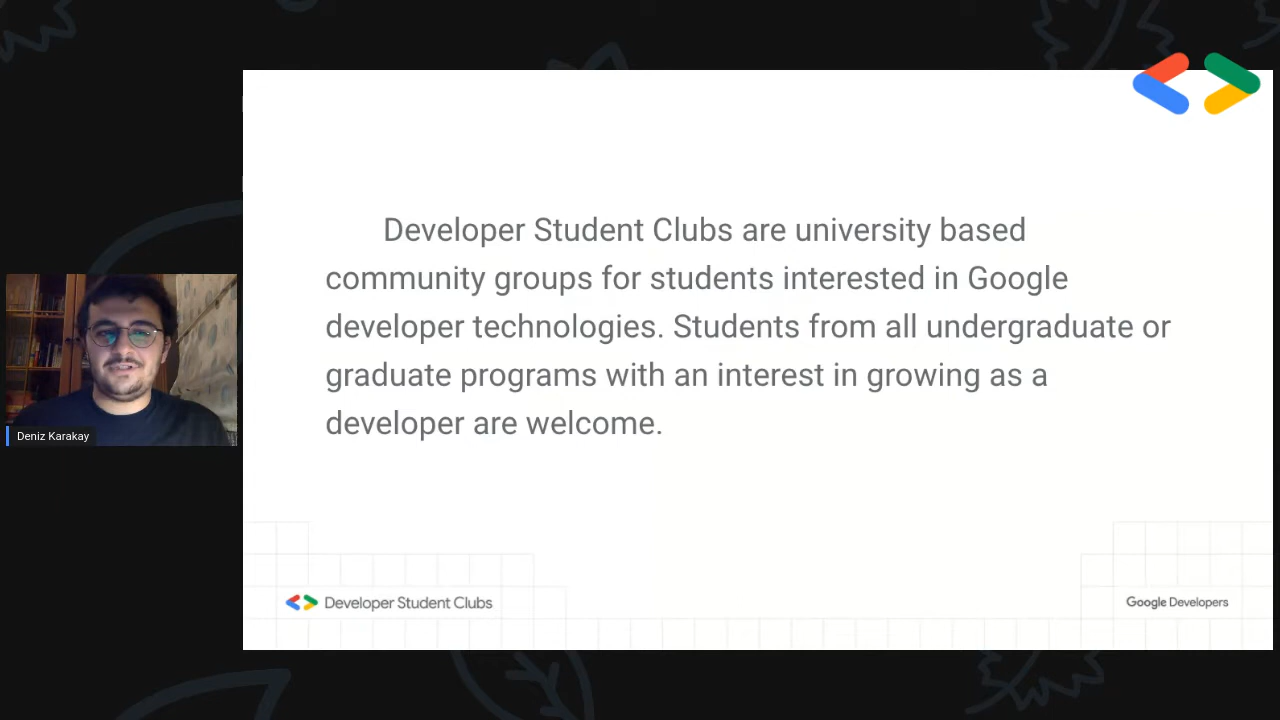 Developer Student Clubs are university based
community groups for students interested in Google
developer technologies. Students from all undergraduate or
graduate programs with an interest in growing as a
developer are welcome.
Deniz Karakay
Developer Student Clubs
Google Developers